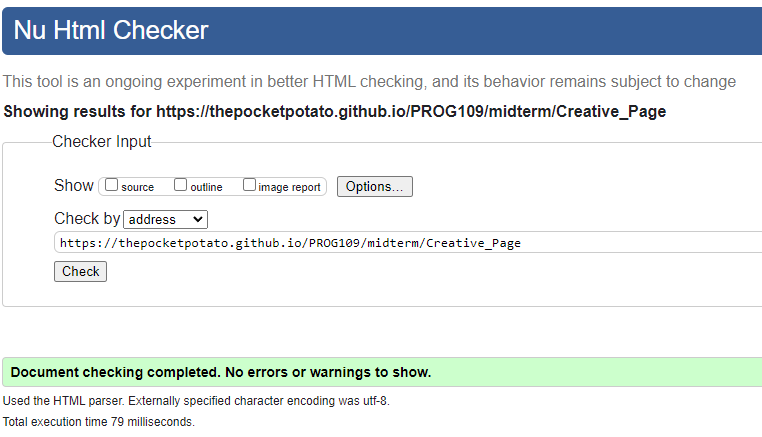 Nu Html Checker
This tool is an ongoing experiment in better HTML checking, and its behavior remains subject to change
Showing results for https://thepocketpotato.github.io/PROG109/midterm/Creative_Page
Checker Input
Show source outline image report Options...
Check by address
https://thepocketpotato.github.io/PROG109/midterm/Creative_Page
Check
Document checking completed. No errors or warnings to show.
Used the HTML parser. Externally specified character encoding was utf-8.
Total execution time 79 milliseconds.